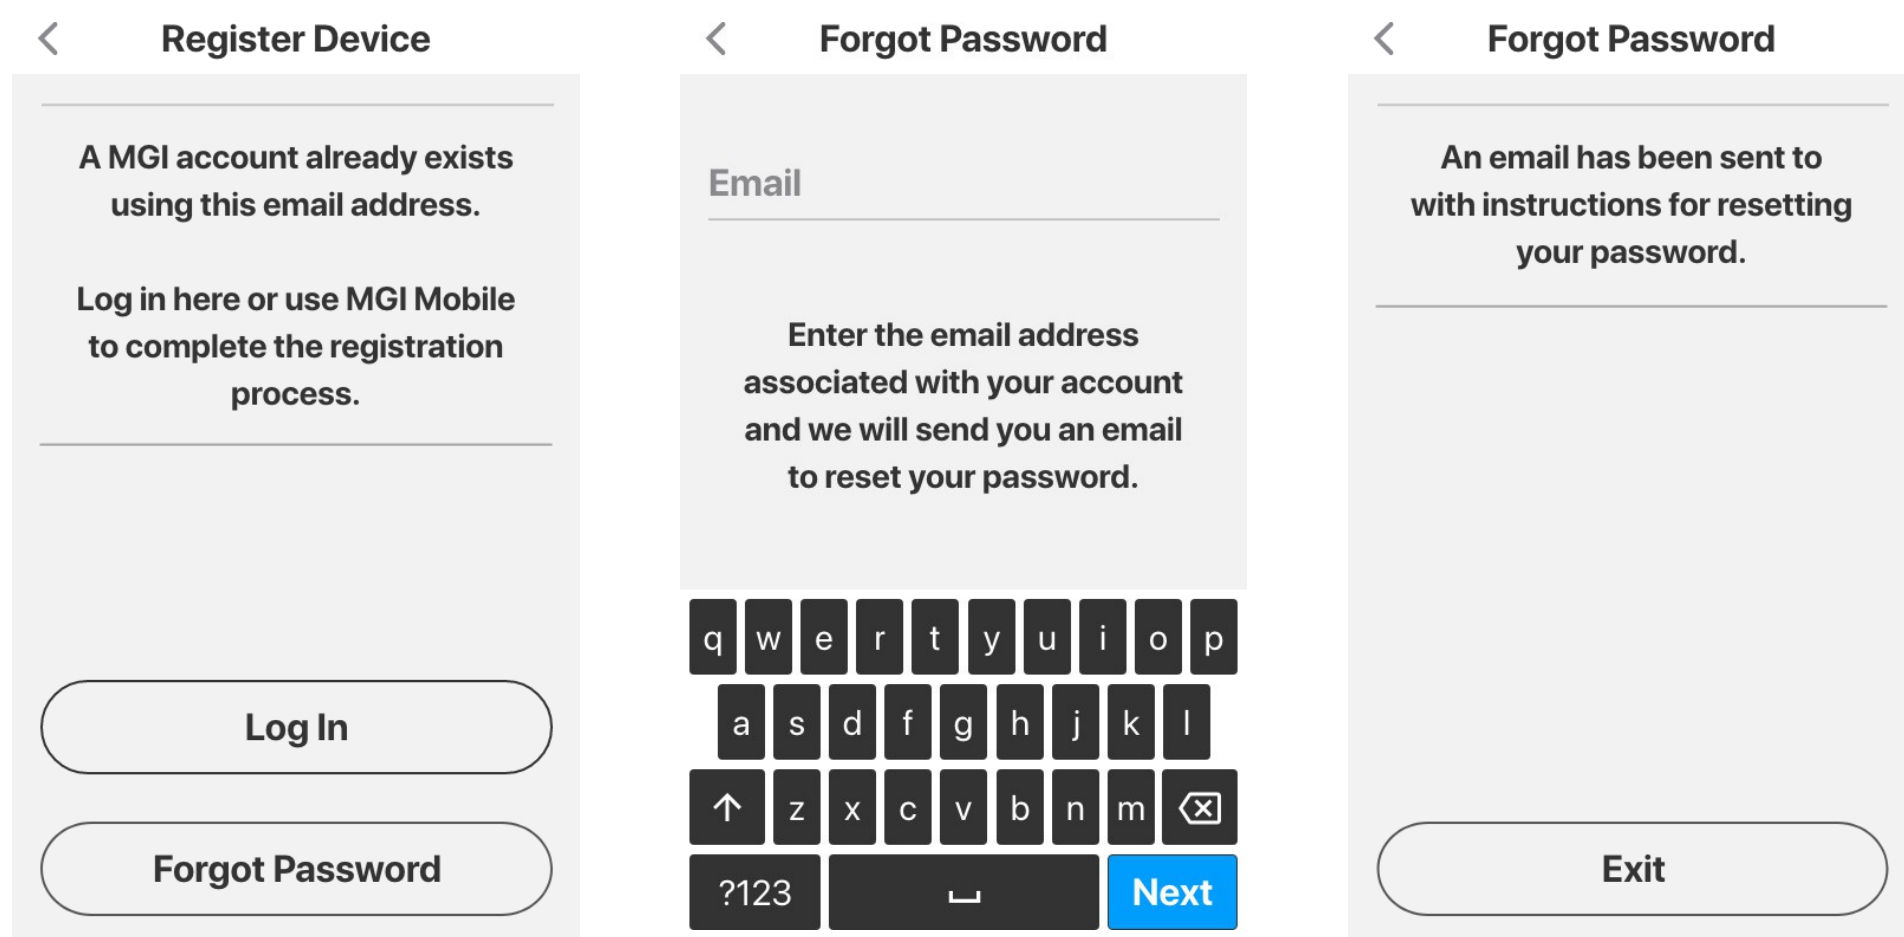 Register Device
A MGI account already exists
using this email address.
Log in here or use MGI Mobile
to complete the registration
process.
Log In
Forgot Password
Forgot Password
Email
Enter the email address
associated with your account
and we will send you an email
to reset your password.
q w e r t y u i o p
a s d f g h j k l
z x c v b n m
?123 Next
Forgot Password
An email has been sent to
with instructions for resetting
your password.
Exit